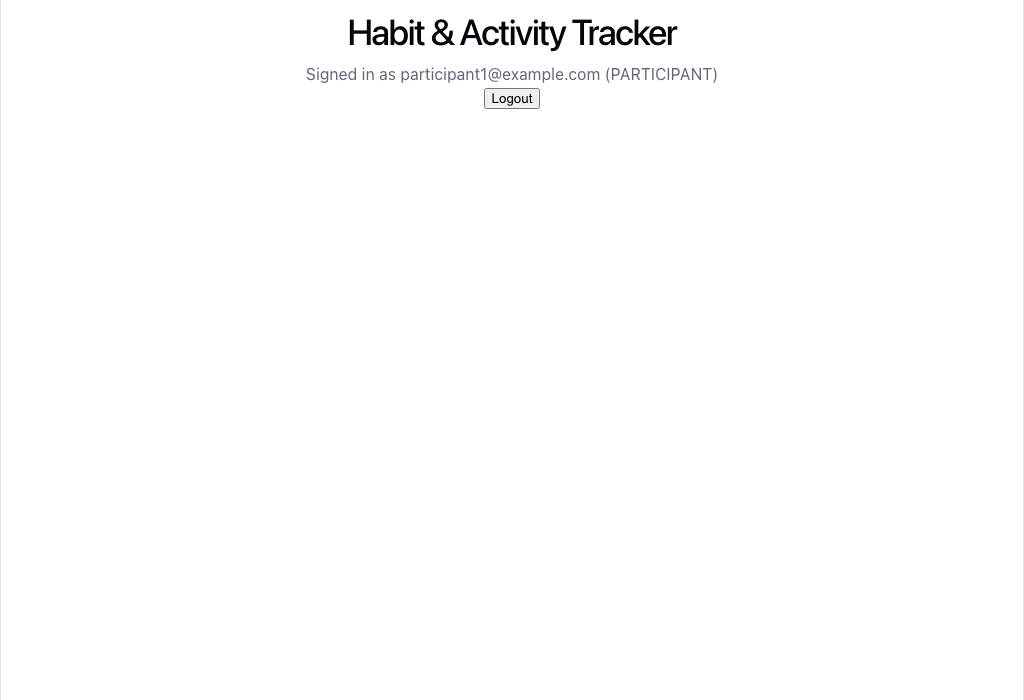 Habit & Activity Tracker
Signed in as participant1@example.com (PARTICIPANT)
Logout